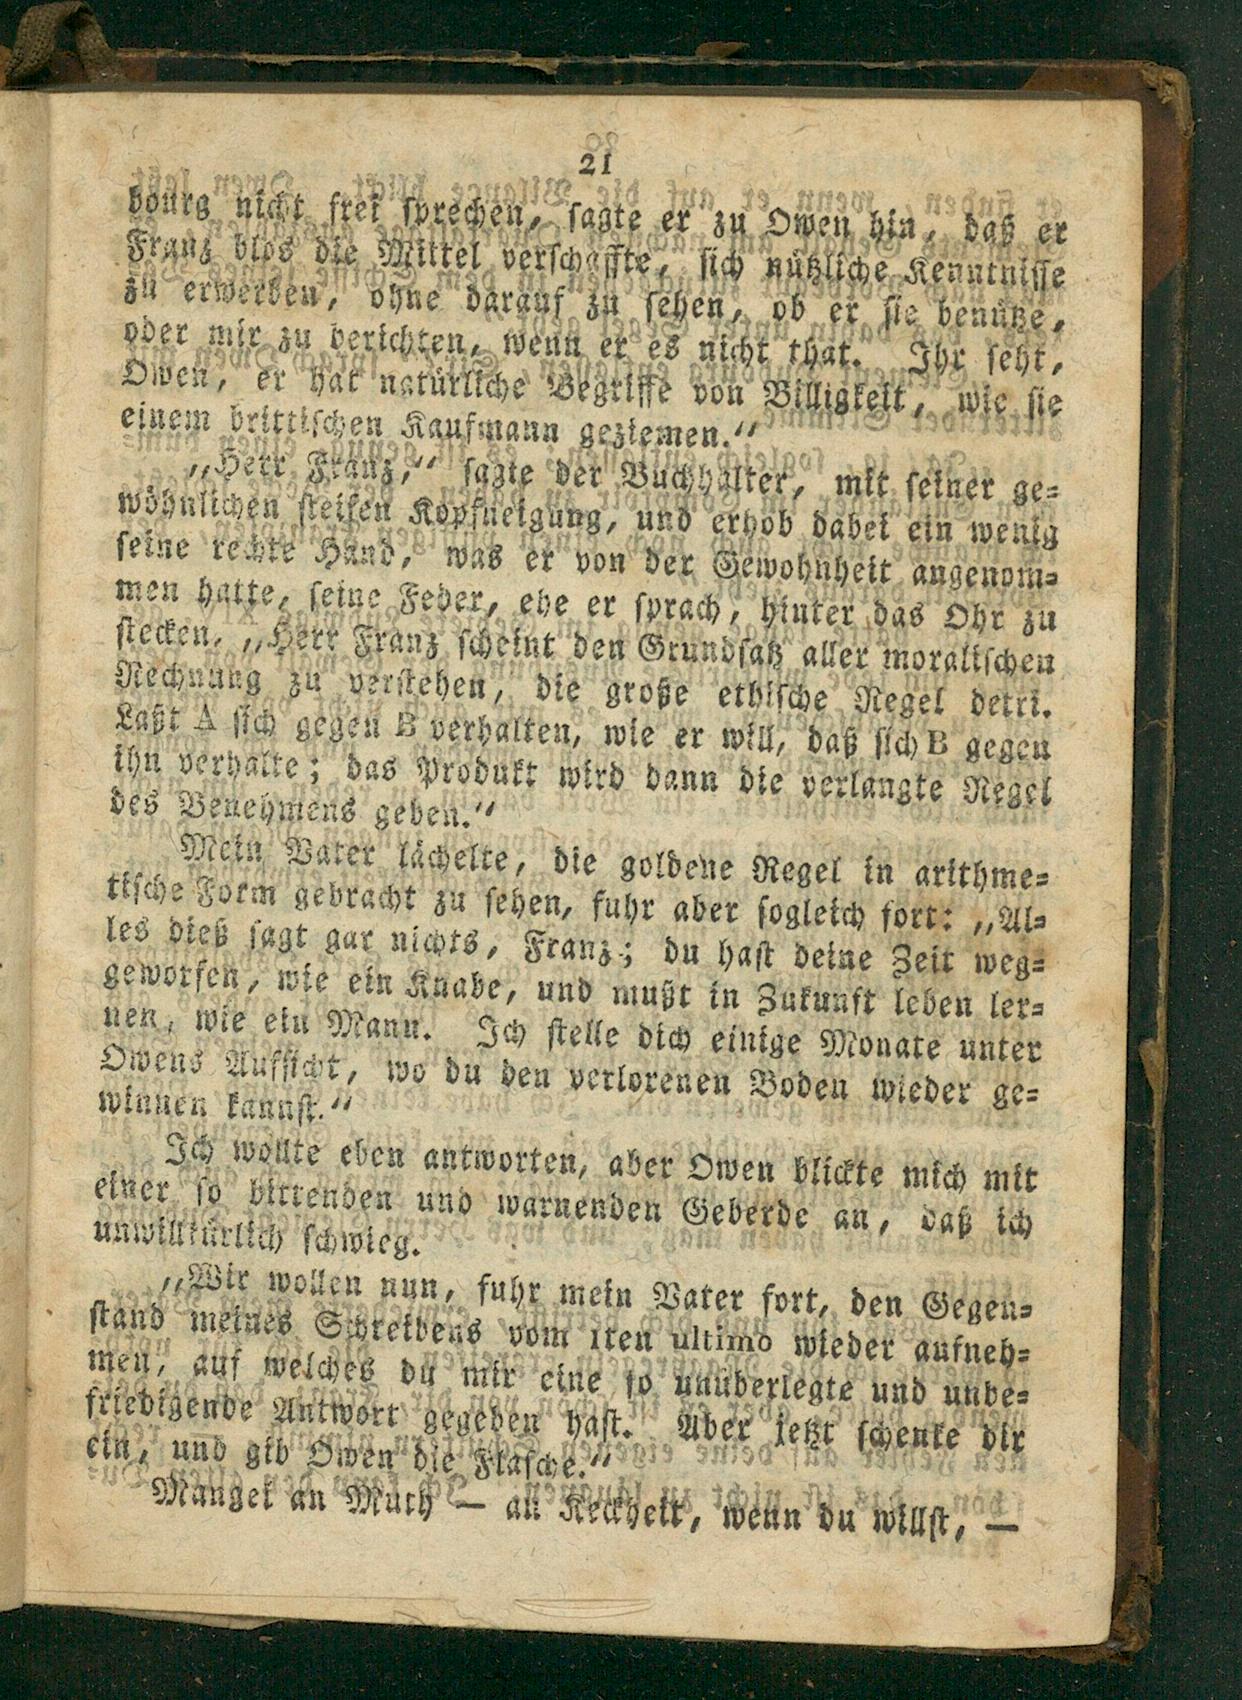 21
bourg nicht frei sprechen, sagte er zu Owen hin, daß er
Franz blos die Mittel verschaffte, sich nützliche Kenntnisse
zu erwerben, ohne darauf zu sehen, ob er sie benütze,
oder mir zu berichten, wenn er es nicht that. Ihr seht,
Owen, er hat natürliche Begriffe von Billigkeit, wie sie
einem brittischen Kaufmann geziemen.“
„Herr Franz,“ sagte der Buchhalter, mit seiner ge=
wöhnlichen steifen Kopfneigung, und erhob dabei ein wenig
seine rechte Hand, was er von der Gewohnheit angenom=
men hatte, seine Feder, ehe er sprach, hinter das Ohr zu
stecken. „Herr Franz scheint den Grundsatz aller moralischen
Rechnung zu verstehen, die große ethische Regel detri.
Laßt A sich gegen B verhalten, wie er will, daß sich B gegen
ihn verhalte; das Produkt wird dann die verlangte Regel
des Benehmens geben.“
Mein Vater lächelte, die goldene Regel in arithme=
tische Form gebracht zu sehen, fuhr aber sogleich fort: „Al=
les dieß sagt gar nichts, Franz; du hast deine Zeit weg=
geworfen, wie ein Knabe, und mußt in Zukunft leben ler=
nen, wie ein Mann. Ich stelle dich einige Monate unter
Owens Aufsicht, wo du den verlorenen Boden wieder ge=
winnen kannst.“
Ich wollte eben antworten, aber Owen blickte mich mit
einer so bittenden und warnenden Geberde an, daß ich
unwillkürlich schwieg.
„Wir wollen nun, fuhr mein Vater fort, den Gegen=
stand meines Schreibens vom 1ten ultimo wieder aufneh=
men, auf welches du mir eine so unüberlegte und unbe=
friedigende Antwort gegeben hast. Aber jetzt schenke dir
ein, und gib Owen die Flasche.“
Mangel an Muth — an Keckheit, wenn du willst, —